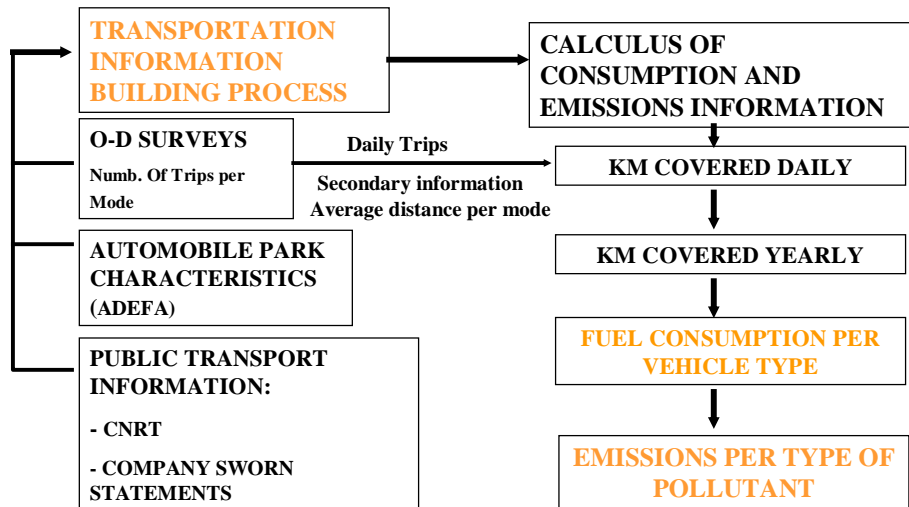 TRANSPORTATION
INFORMATION
BUILDING PROCESS
CALCULUS OF
CONSUMPTION AND
EMISSIONS INFORMATION
O-D SURVEYS
Numb. Of Trips per
Mode
Daily Trips
Secondary information
Average distance per mode
KM COVERED DAILY
AUTOMOBILE PARK
CHARACTERISTICS
(ADEFA)
KM COVERED YEARLY
PUBLIC TRANSPORT
INFORMATION:
- CNRT
- COMPANY SWORN
STATEMENTS
FUEL CONSUMPTION PER
VEHICLE TYPE
EMISSIONS PER TYPE OF
POLLUTANT